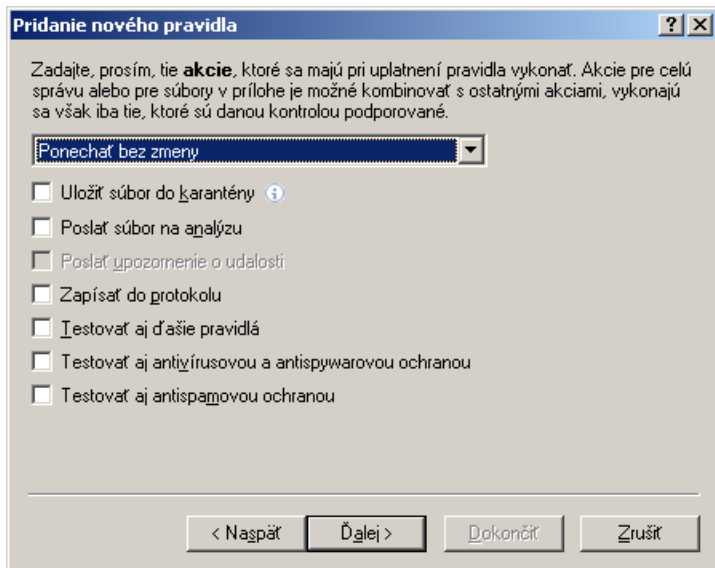 Pridanie nového pravidla
Zadajte, prosím, tie akcie, ktoré sa majú pri uplatnení pravidla vykonať. Akcie pre celú
správu alebo pre súbory v prílohe je možné kombinovať s ostatnými akciami, vykonajú
sa však iba tie, ktoré sú danou kontrolou podporované.
Ponechať bez zmeny
Uložiť súbor do karantény
Poslať súbor na analýzu
Poslať upozornenie o udalosti
Zapísať do protokolu
Testovať aj ďašie pravidlá
Testovať aj antivírusovou a antispywarovou ochranou
Testovať aj antispamovou ochranou
< Naspäť Ďalej > Dokončiť Zrušiť